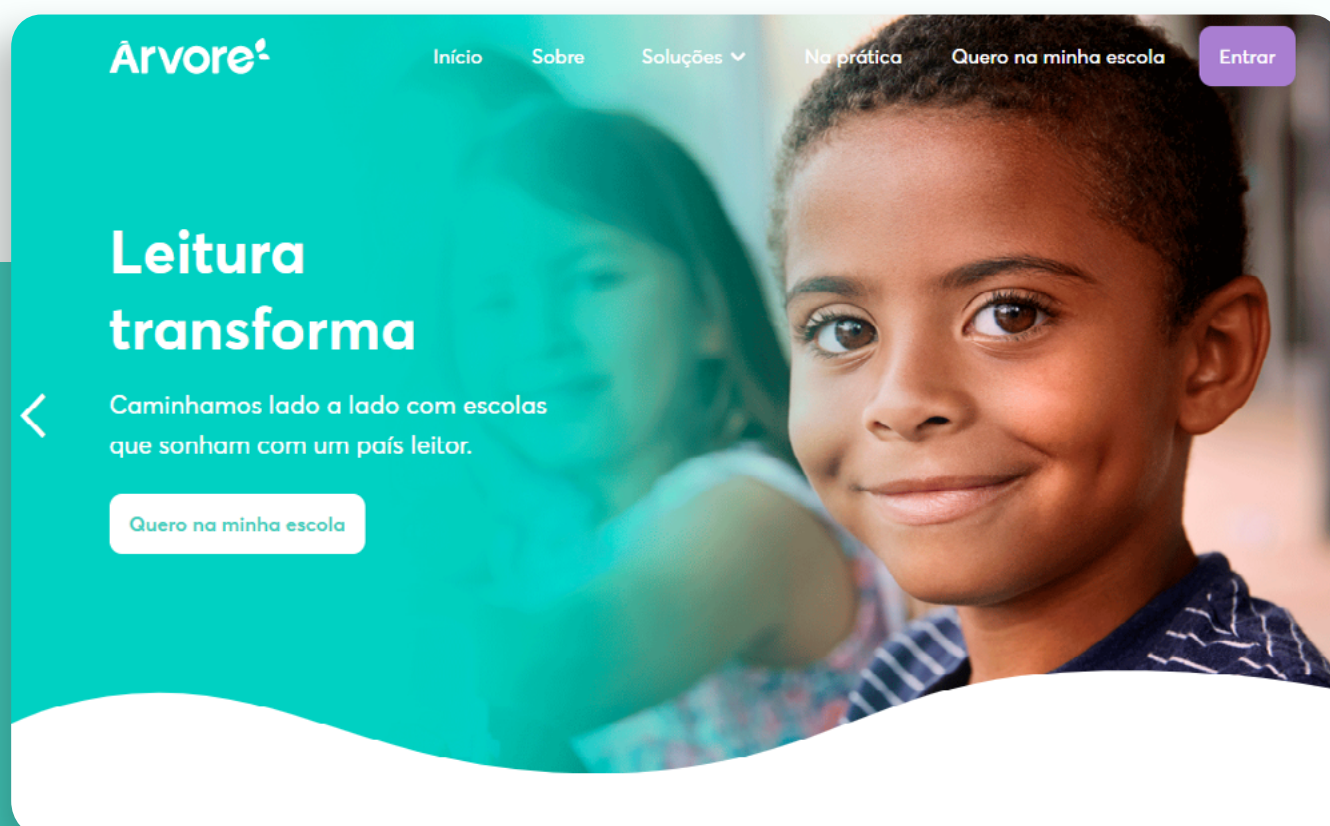 Árvore
Início Sobre Soluções Na prática Quero na minha escola Entrar
Leitura
transforma
Caminhamos lado a lado com escolas
que sonham com um país leitor.
Quero na minha escola